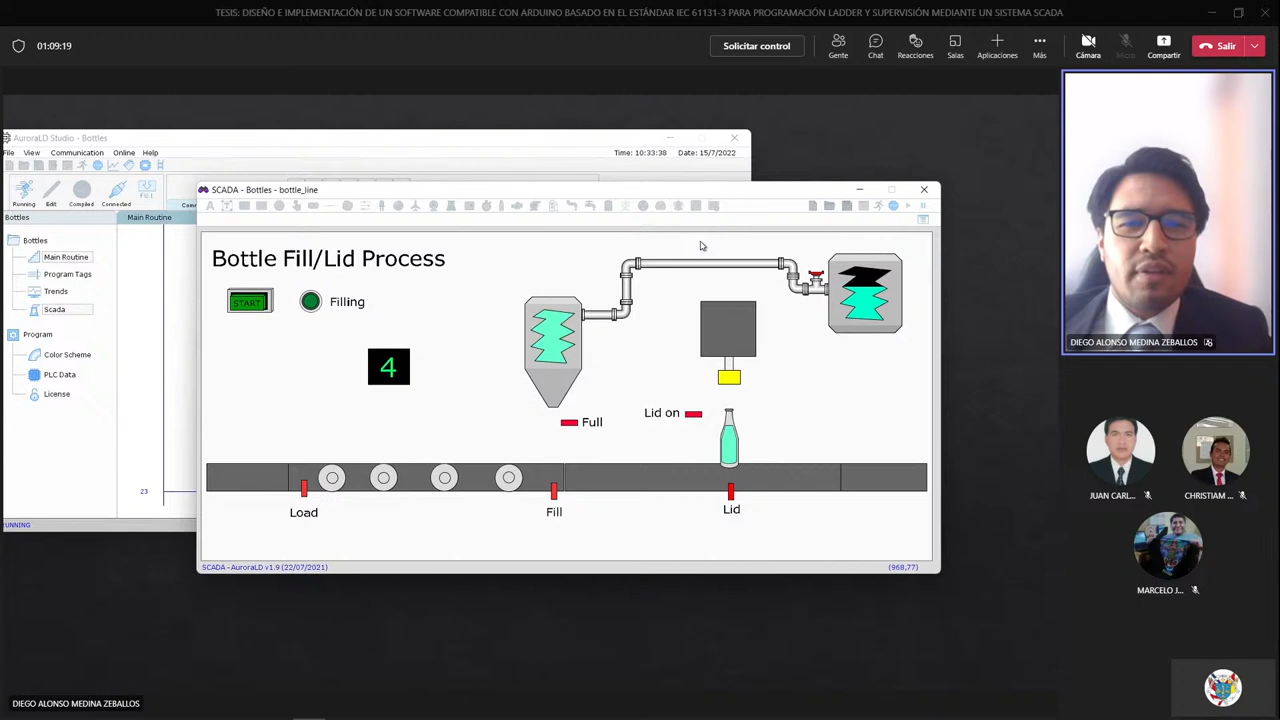 TESIS: DISEÑO E IMPLEMENTACIÓN DE UN SOFTWARE COMPATIBLE CON ARDUINO BASADO EN EL ESTÁNDAR IEC 61131-3 PARA PROGRAMACIÓN LADDER Y SUPERVISIÓN MEDIANTE UN SISTEMA SCADA
01:09:19
Solicitar control
Gente
Chat
Reacciones
Salas
Aplicaciones
Más
Cámara
Micro
Compartir
Salir
AuroraLD Studio - Bottles
File View Communication Online Help
Time: 10:33:38 Date: 15/7/2022
Running
Edit
Compiled
Connected
Bottles
Main Routine
Bottles
Main Routine
Program Tags
Trends
Scada
Program
Color Scheme
PLC Data
License
23
SCADA - Bottles - bottle_line
Bottle Fill/Lid Process
START
Filling
4
Full
Lid on
Load
Fill
Lid
SCADA - AuroraLD v1.9 (22/07/2021)
(968,77)
DIEGO ALONSO MEDINA ZEBALLOS
JUAN CARL...
CHRISTIAM ...
MARCELO J...
DIEGO ALONSO MEDINA ZEBALLOS